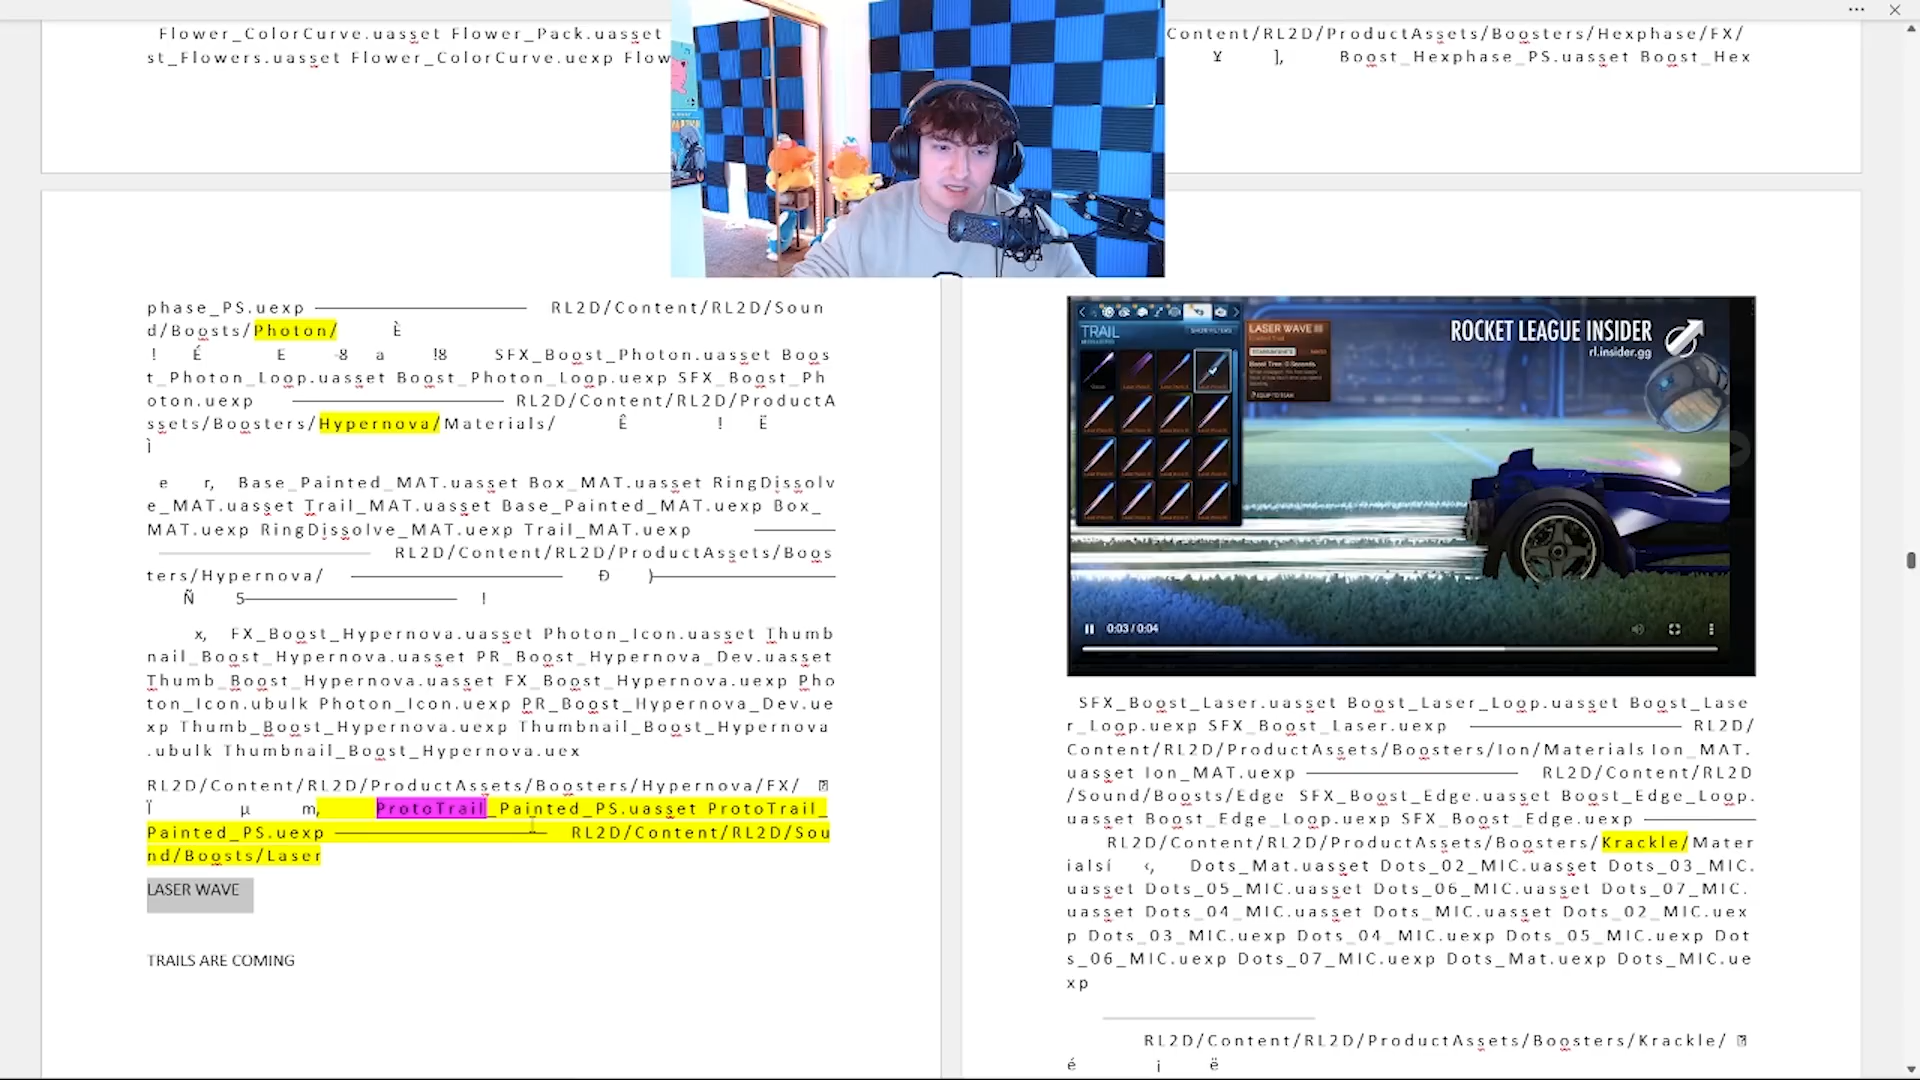 Flower_ColorCurve.uasset Flower_Pack.uasset
st_Flowers.uasset Flower_ColorCurve.uexp Flow
Content/RL2D/ProductAssets/Boosters/Hexphase/FX/
¥ ], Boost_Hexphase_PS.uasset Boost_Hex
phase_PS.uexp RL2D/Content/RL2D/Soun
d/Boosts/Photon/ È
! É E -8 a !8 SFX_Boost_Photon.uasset Boos
t_Photon_Loop.uasset Boost_Photon_Loop.uexp SFX_Boost_Ph
oton.uexp RL2D/Content/RL2D/ProductA
ssets/Boosters/Hypernova/Materials/ Ê ! Ë
Ì
e r, Base_Painted_MAT.uasset Box_MAT.uasset RingDissolv
e_MAT.uasset Trail_MAT.uasset Base_Painted_MAT.uexp Box_
MAT.uexp RingDissolve_MAT.uexp Trail_MAT.uexp
RL2D/Content/RL2D/ProductAssets/Boos
ters/Hypernova/ Ð )
Ñ 5 !
x, FX_Boost_Hypernova.uasset Photon_Icon.uasset Thumb
nail_Boost_Hypernova.uasset PR_Boost_Hypernova_Dev.uasset
Thumb_Boost_Hypernova.uasset FX_Boost_Hypernova.uexp Pho
ton_Icon.ubulk Photon_Icon.uexp PR_Boost_Hypernova_Dev.ue
xp Thumb_Boost_Hypernova.uexp Thumbnail_Boost_Hypernova
.ubulk Thumbnail_Boost_Hypernova.uex
RL2D/Content/RL2D/ProductAssets/Boosters/Hypernova/FX/
Ï µ m, ProtoTrail_Painted_PS.uasset ProtoTrail_
Painted_PS.uexp RL2D/Content/RL2D/Sou
nd/Boosts/Laser
LASER WAVE
TRAILS ARE COMING
TRAIL
LASER WAVE III
ROCKET LEAGUE INSIDER
rl.insider.gg
0:03 / 0:04
SFX_Boost_Laser.uasset Boost_Laser_Loop.uasset Boost_Lase
r_Loop.uexp SFX_Boost_Laser.uexp RL2D/
Content/RL2D/ProductAssets/Boosters/Ion/Materials Ion_MAT.
uasset Ion_MAT.uexp RL2D/Content/RL2D
/Sound/Boosts/Edge SFX_Boost_Edge.uasset Boost_Edge_Loop.
uasset Boost_Edge_Loop.uexp SFX_Boost_Edge.uexp
RL2D/Content/RL2D/ProductAssets/Boosters/Krackle/Mater
ialsí ‹, Dots_Mat.uasset Dots_02_MIC.uasset Dots_03_MIC.
uasset Dots_05_MIC.uasset Dots_06_MIC.uasset Dots_07_MIC.
uasset Dots_04_MIC.uasset Dots_MIC.uasset Dots_02_MIC.uex
p Dots_03_MIC.uexp Dots_04_MIC.uexp Dots_05_MIC.uexp Dot
s_06_MIC.uexp Dots_07_MIC.uexp Dots_Mat.uexp Dots_MIC.ue
xp
RL2D/Content/RL2D/ProductAssets/Boosters/Krackle/
é ¡ ë